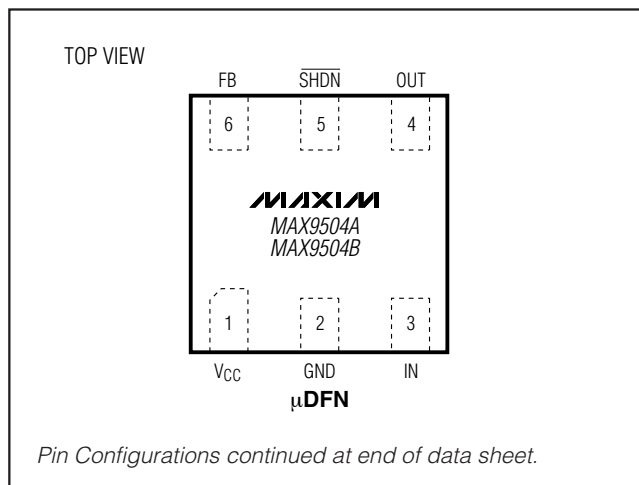 TOP VIEW
FB SHDN OUT
6 5 4
MAXIM
MAX9504A
MAX9504B
1 2 3
VCC GND IN
μDFN
Pin Configurations continued at end of data sheet.